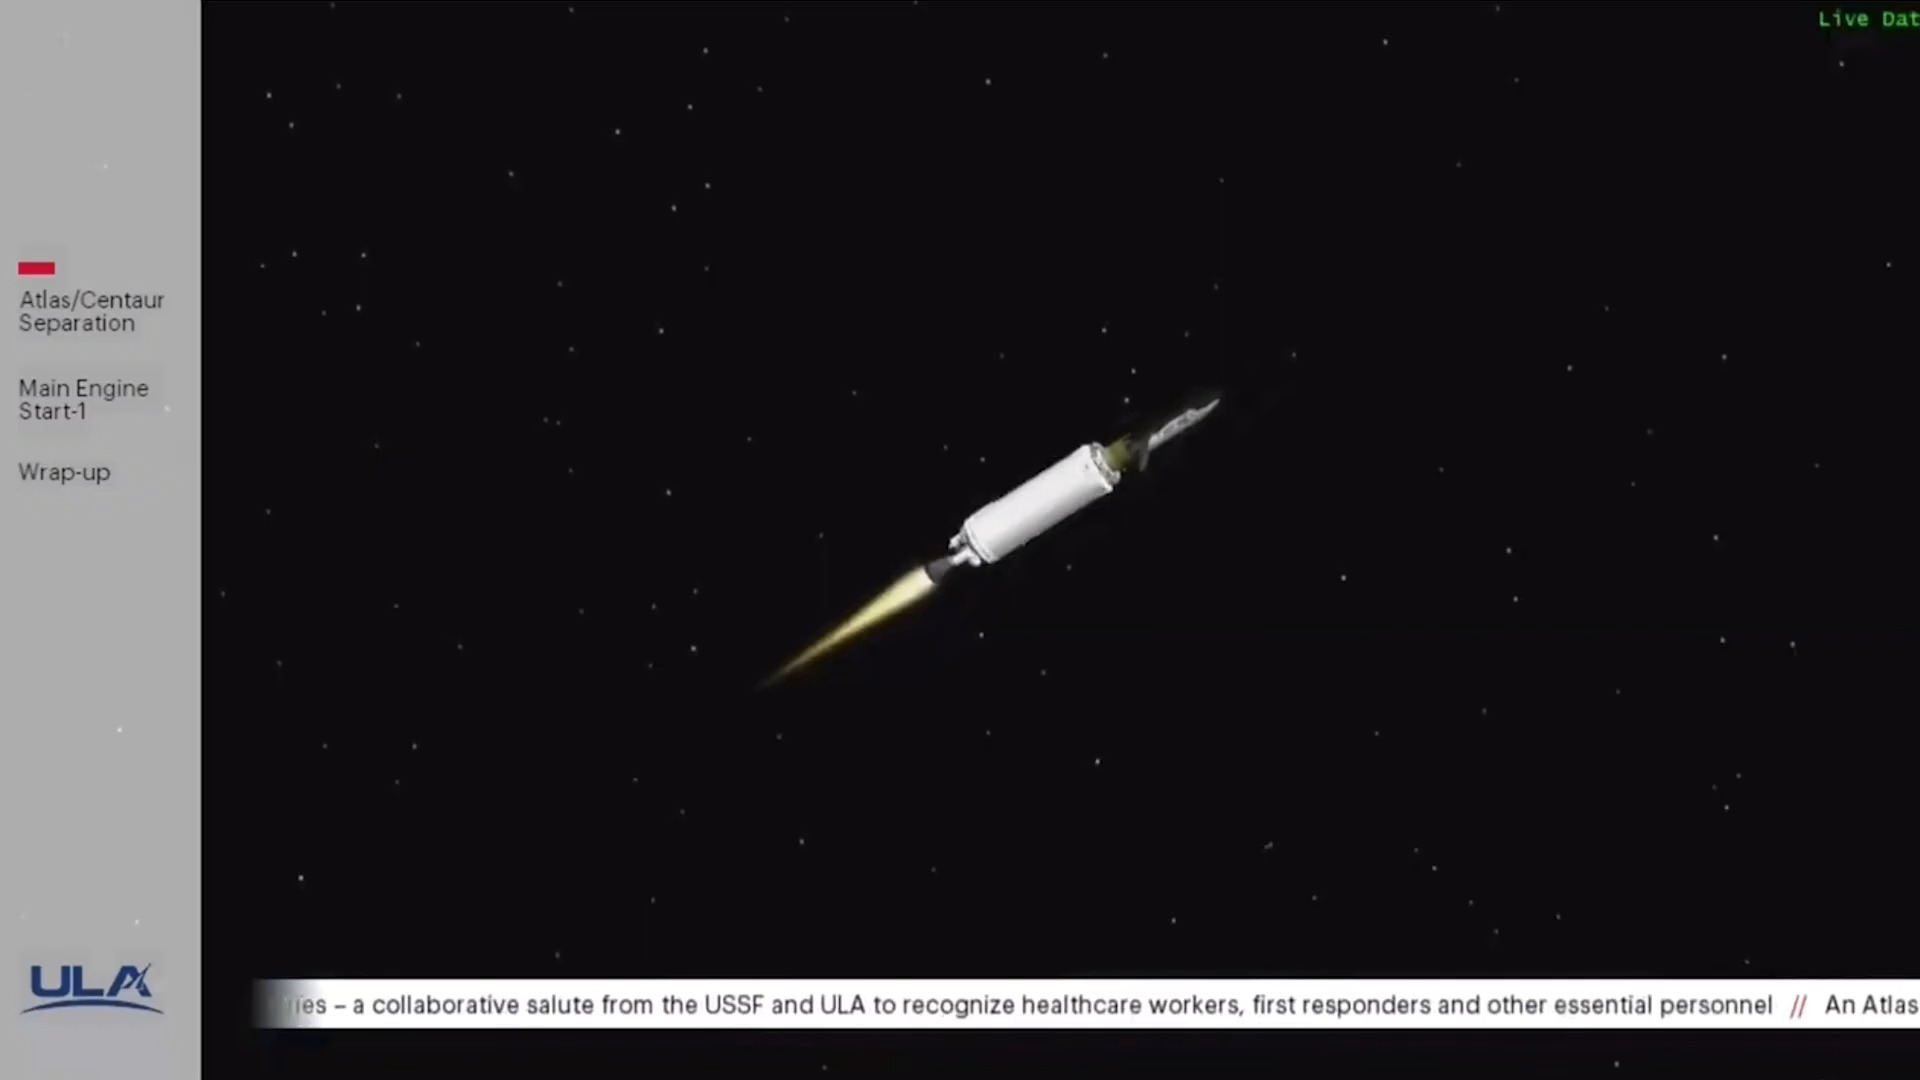 Live Dat
Atlas/Centaur
Separation
Main Engine
Start-1
Wrap-up
ULA
– a collaborative salute from the USSF and ULA to recognize healthcare workers, first responders and other essential personnel // An Atlas